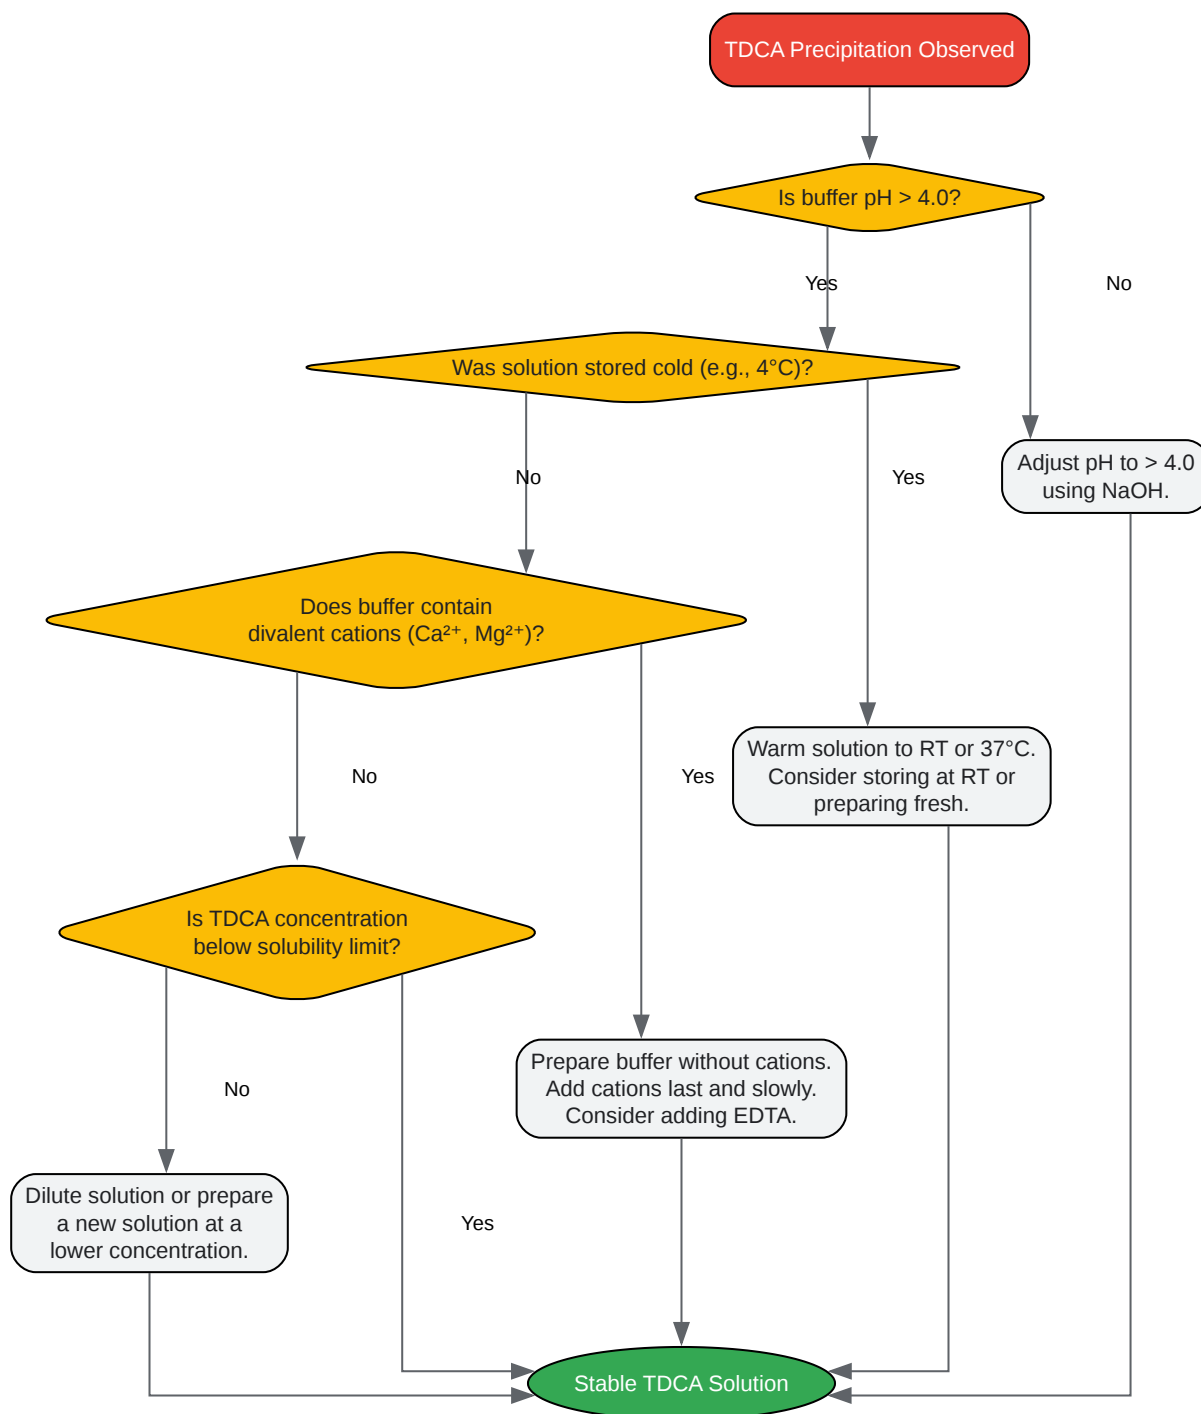 TDCA Precipitation Observed
Is buffer pH > 4.0?
Yes
No
Was solution stored cold (e.g., 4°C)?
No
Yes
Adjust pH to > 4.0
using NaOH.
Does buffer contain
divalent cations (Ca²⁺, Mg²⁺)?
No
Yes
Warm solution to RT or 37°C.
Consider storing at RT or
preparing fresh.
Is TDCA concentration
below solubility limit?
No
Yes
Prepare buffer without cations.
Add cations last and slowly.
Consider adding EDTA.
Dilute solution or prepare
a new solution at a
lower concentration.
Stable TDCA Solution